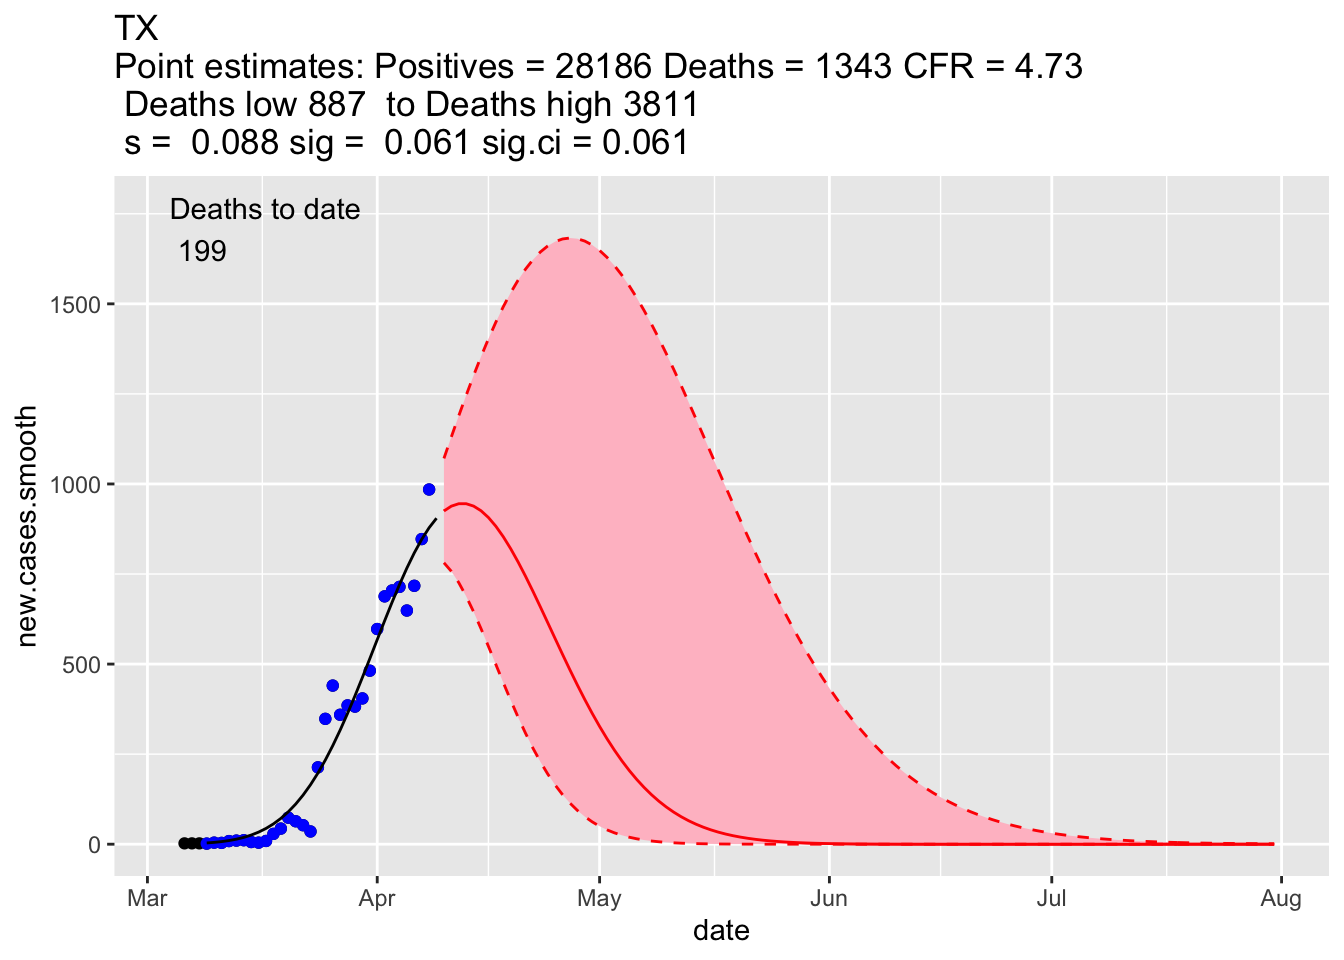 TX
Point estimates: Positives = 28186 Deaths = 1343 CFR = 4.73
Deaths low 887 to Deaths high 3811
s = 0.088 sig = 0.061 sig.ci = 0.061
Deaths to date
199
1500
1000
500
0
new.cases.smooth
Mar Apr May Jun Jul Aug
date